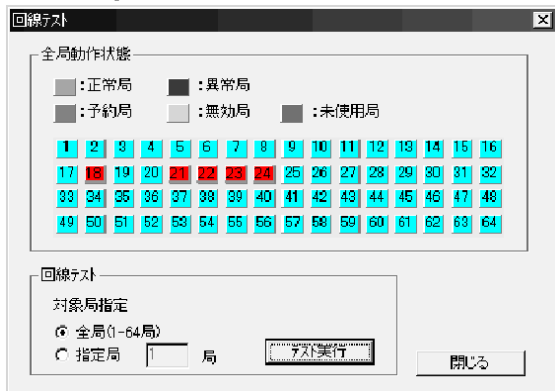 回線テスト
全局動作状態
:正常局 :異常局
:予約局 :無効局 :未使用局
1 2 3 4 5 6 7 8 9 10 11 12 13 14 15 16
17 18 19 20 21 22 23 24 25 26 27 28 29 30 31 32
33 34 35 36 37 38 39 40 41 42 43 44 45 46 47 48
49 50 51 52 53 54 55 56 57 58 59 60 61 62 63 64
回線テスト
対象局指定
全局(1-64局)
指定局 1 局
テスト実行
閉じる